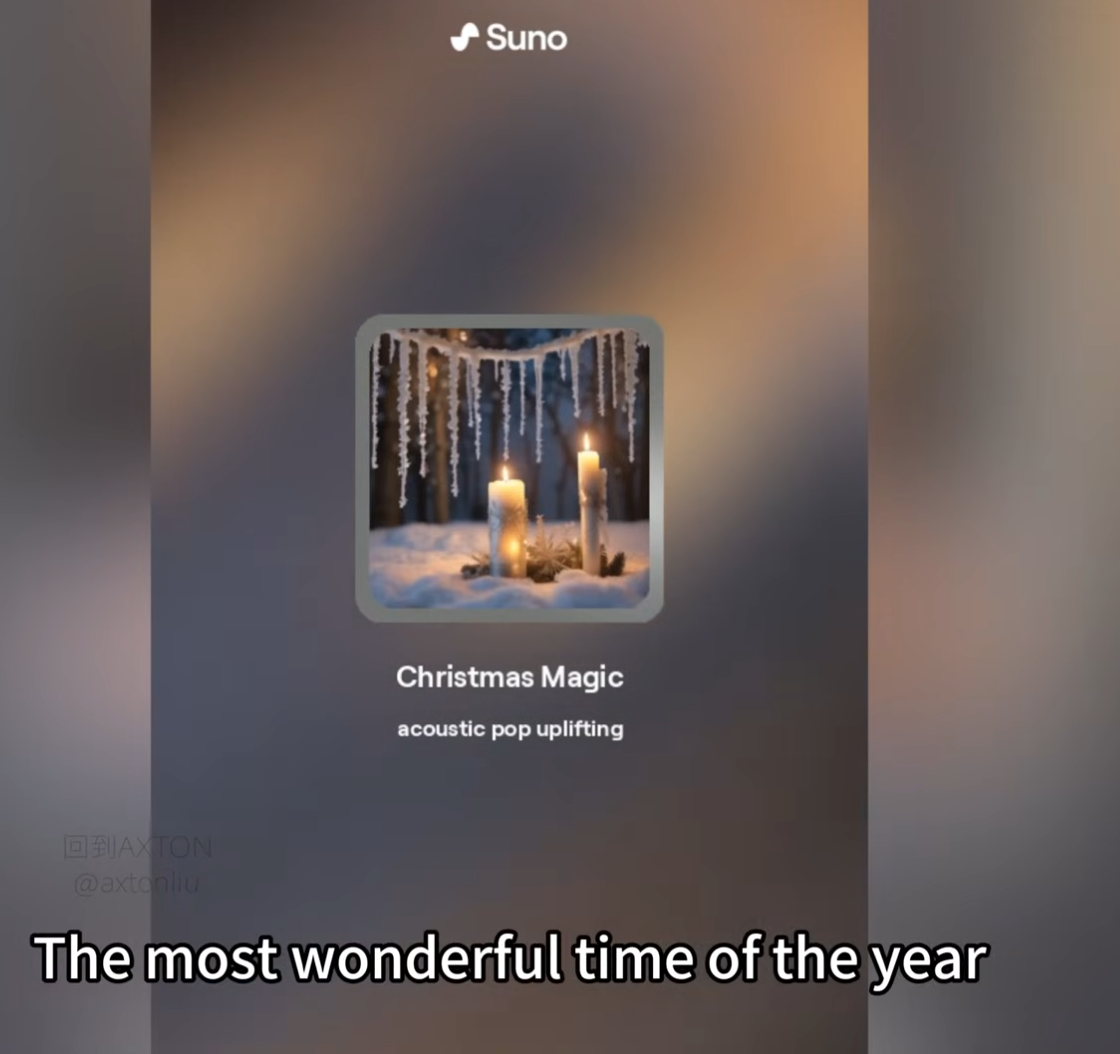 Suno
Christmas Magic
acoustic pop uplifting
回到AXTON
@axtonliu
The most wonderful time of the year